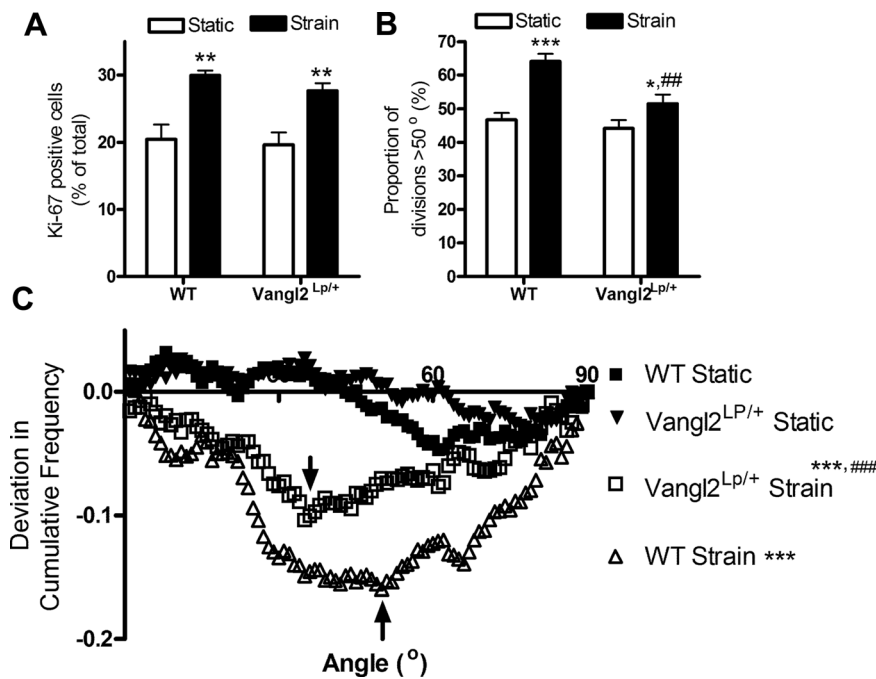 A
Static Strain
Ki-67 positive cells
(% of total)
30
20
10
0
** **
WT Vangl2 Lp/+
B
Static Strain
Proportion of
divisions >50 º (%)
70
60
50
40
30
20
10
0
***
*,##
WT Vangl2Lp/+
C
Deviation in
Cumulative Frequency
0.0
-0.1
-0.2
60 90
Angle (º)
WT Static
Vangl2LP/+ Static
Vangl2Lp/+ Strain ***,###
WT Strain ***